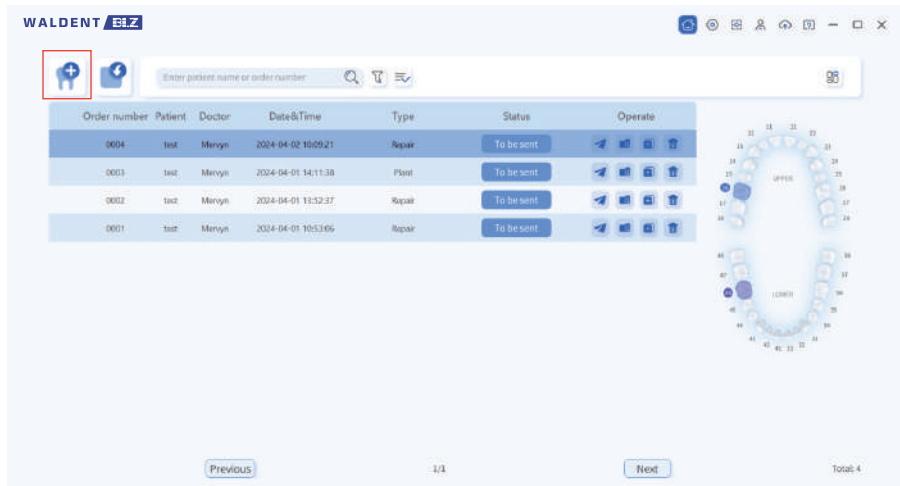 WALDENT BLZ
Enter patient name or order number
Order number Patient Doctor Date&Time Type Status Operate
0004 test Mervyn 2024-04-02 10:09:21 Repair To be sent
0003 test Mervyn 2024-04-01 14:11:38 Plant To be sent
0002 test Mervyn 2024-04-01 13:52:37 Repair To be sent
0001 test Mervyn 2024-04-01 10:53:06 Repair To be sent
UPPER
LOWER
Previous 1/1 Next Total: 4